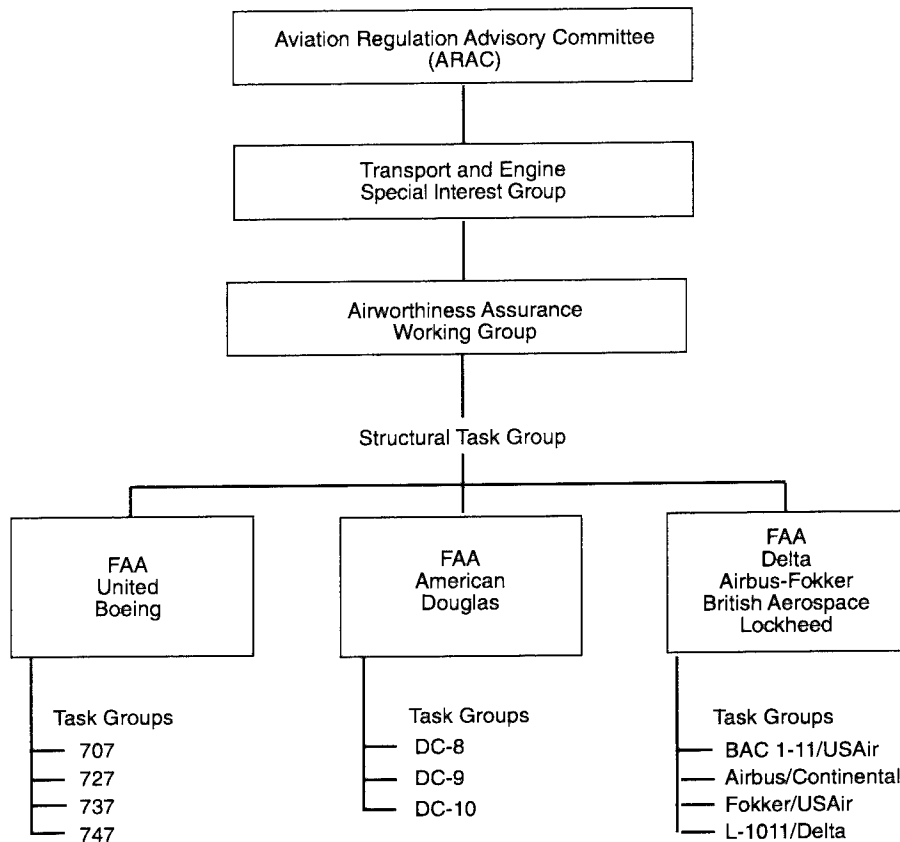 Aviation Regulation Advisory Committee
(ARAC)
Transport and Engine
Special Interest Group
Airworthiness Assurance
Working Group
Structural Task Group
FAA
United
Boeing
FAA
American
Douglas
FAA
Delta
Airbus-Fokker
British Aerospace
Lockheed
Task Groups
707
727
737
747
Task Groups
DC-8
DC-9
DC-10
Task Groups
BAC 1-11/USAir
Airbus/Continental
Fokker/USAir
L-1011/Delta